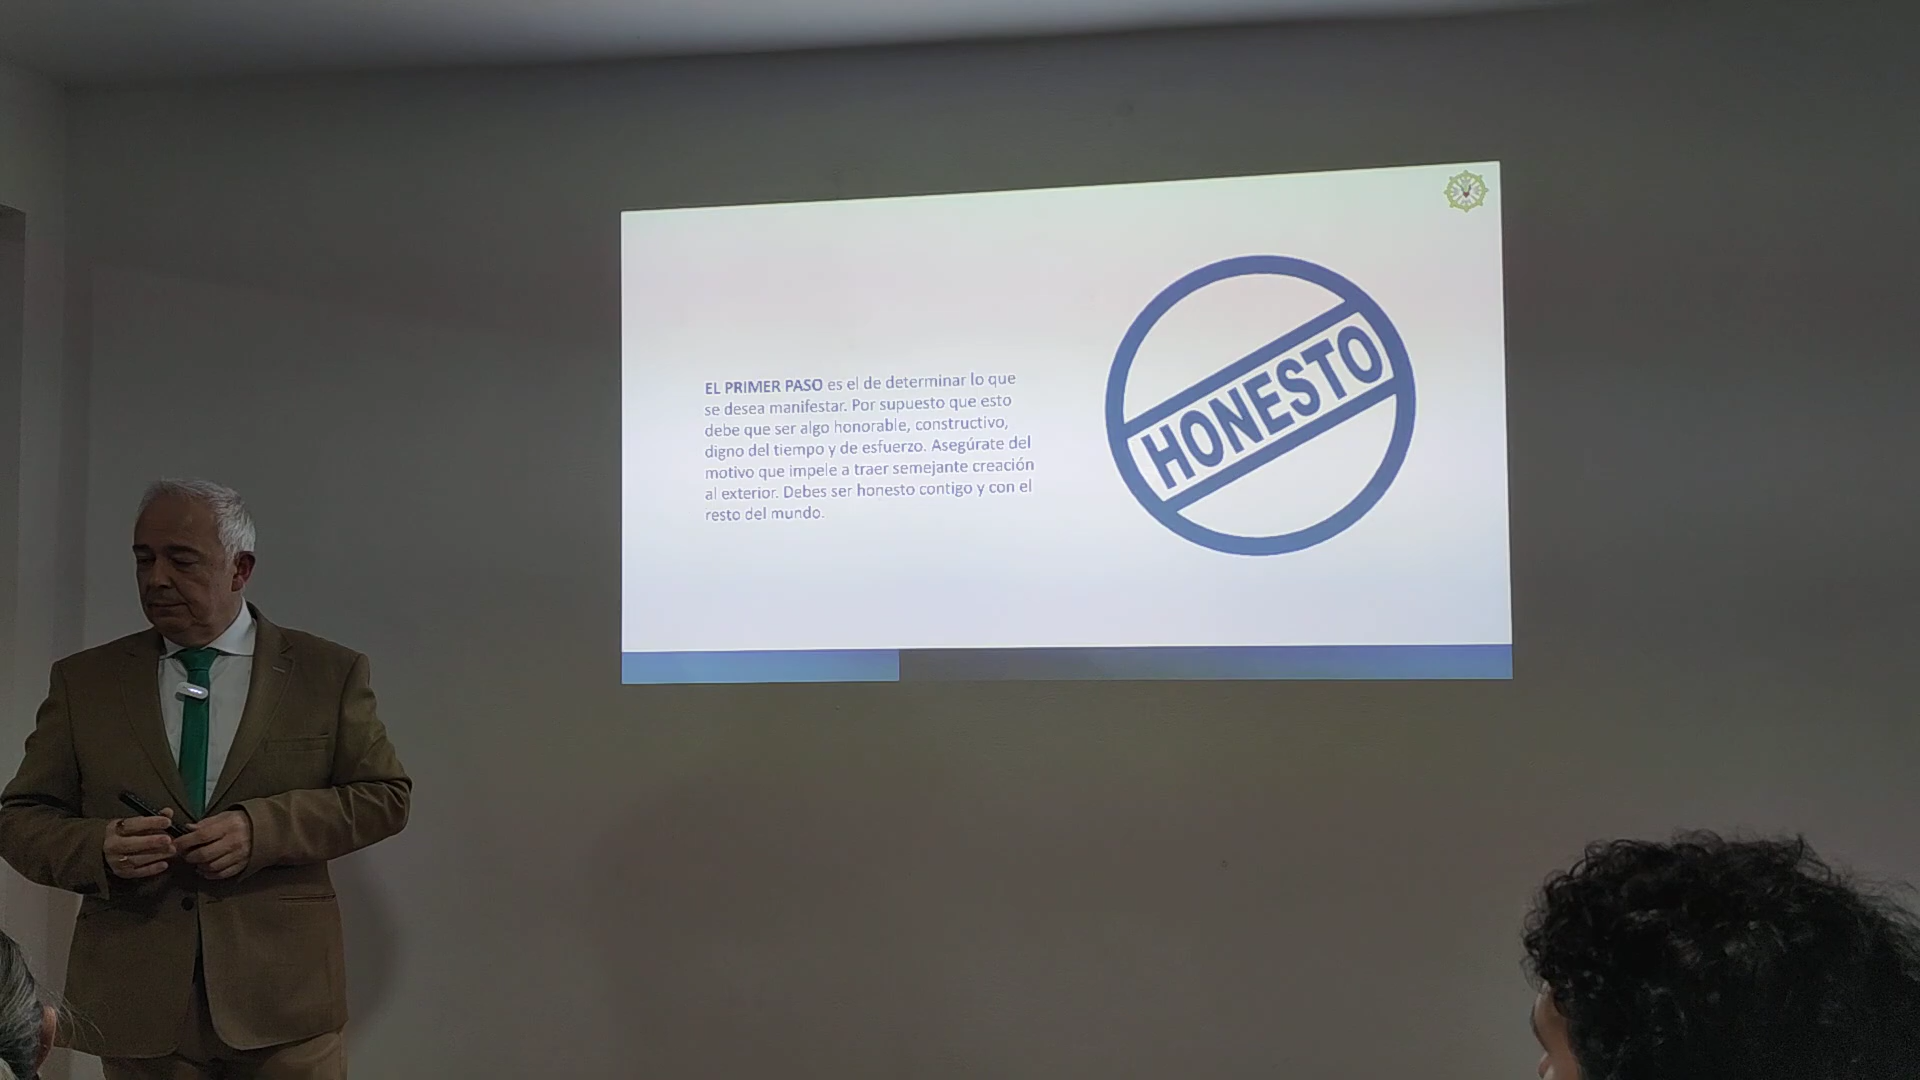 EL PRIMER PASO es el de determinar lo que
se desea manifestar. Por supuesto que esto
debe que ser algo honorable, constructivo,
digno del tiempo y de esfuerzo. Asegúrate del
motivo que impele a traer semejante creación
al exterior. Debes ser honesto contigo y con el
resto del mundo.
HONESTO